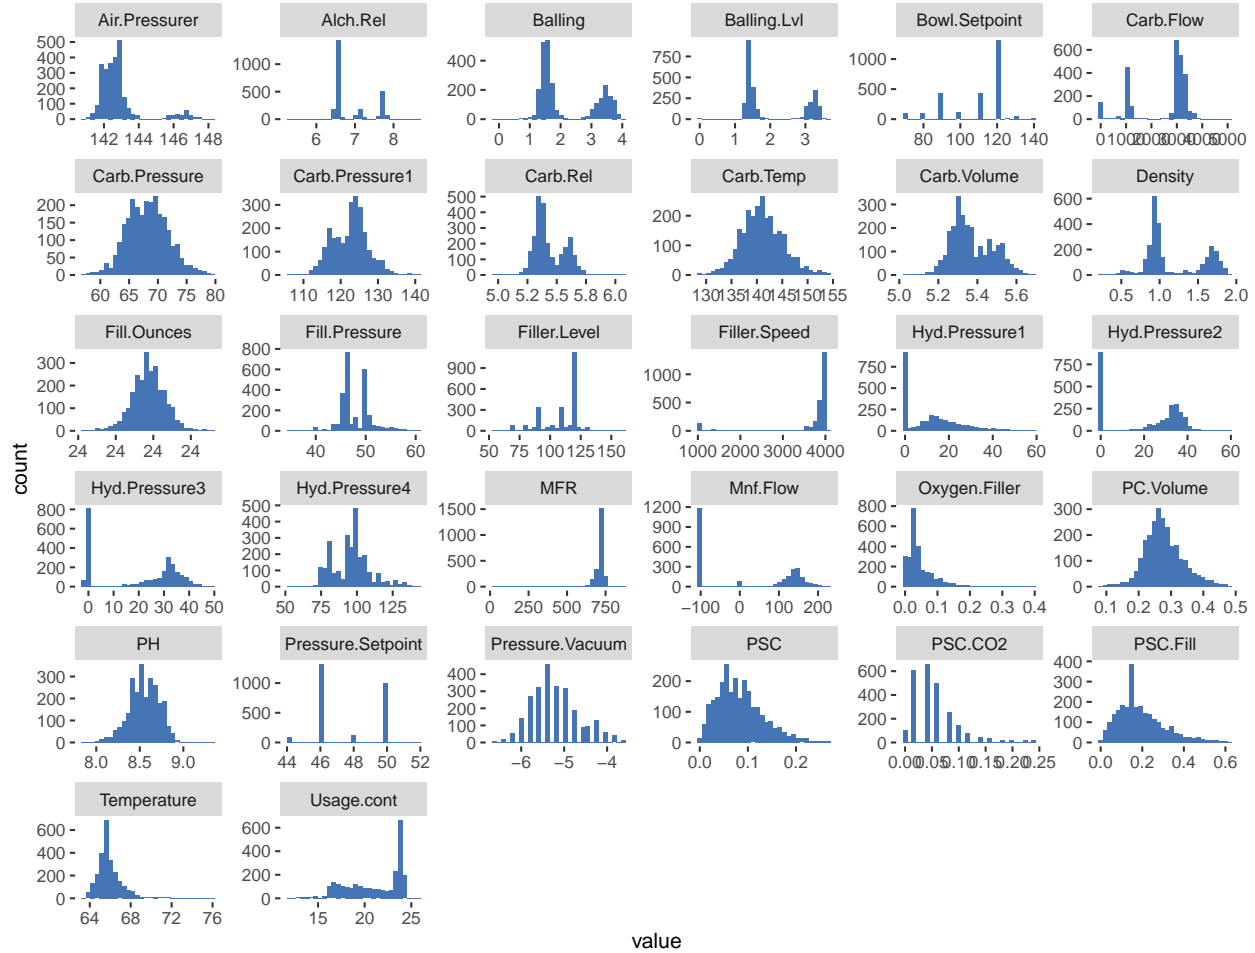 Air.Pressurer Alch.Rel Balling Balling.Lvl Bowl.Setpoint Carb.Flow
500 400 300 200 100 0 1000 500 0 400 200 0 750 500 250 0 1000 500 0 600 400 200 0
142 144 146 148 6 7 8 0 1 2 3 4 0 1 2 3 80 100 120 140 0 1000 2000 3000 4000 5000
Carb.Pressure Carb.Pressure1 Carb.Rel Carb.Temp Carb.Volume Density
200 150 100 50 0 300 200 100 0 500 400 300 200 100 0 200 100 0 300 200 100 0 600 400 200 0
60 65 70 75 80 110 120 130 140 5.0 5.2 5.5 5.8 6.0 130 135 140 145 150 155 5.0 5.2 5.4 5.6 0.5 1.0 1.5 2.0
Fill.Ounces Fill.Pressure Filler.Level Filler.Speed Hyd.Pressure1 Hyd.Pressure2
300 200 100 0 800 600 400 200 0 900 600 300 0 1000 500 0 750 500 250 0 750 500 250 0
24 24 24 24 40 50 60 50 75 100 125 150 1000 2000 3000 4000 0 20 40 60 0 20 40 60
count
Hyd.Pressure3 Hyd.Pressure4 MFR Mnf.Flow Oxygen.Filler PC.Volume
800 600 400 200 0 500 400 300 200 100 0 1500 1000 500 0 1200 900 600 300 0 800 600 400 200 0 300 200 100 0
0 10 20 30 40 50 50 75 100 125 0 250 500 750 −100 0 100 200 0.0 0.1 0.2 0.3 0.4 0.1 0.2 0.3 0.4 0.5
PH Pressure.Setpoint Pressure.Vacuum PSC PSC.CO2 PSC.Fill
300 200 100 0 1000 500 0 400 300 200 100 0 200 100 0 600 400 200 0 400 300 200 100 0
8.0 8.5 9.0 44 46 48 50 52 −6 −5 −4 0.0 0.1 0.2 0.00 0.05 0.10 0.15 0.20 0.25 0.0 0.2 0.4 0.6
Temperature Usage.cont
600 400 200 0 600 400 200 0
64 68 72 76 15 20 25
value